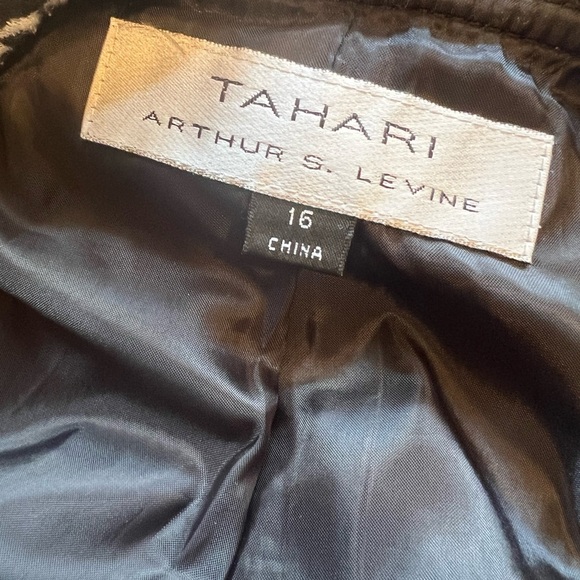 TAHARI
ARTHUR S. LEVINE
16
CHINA